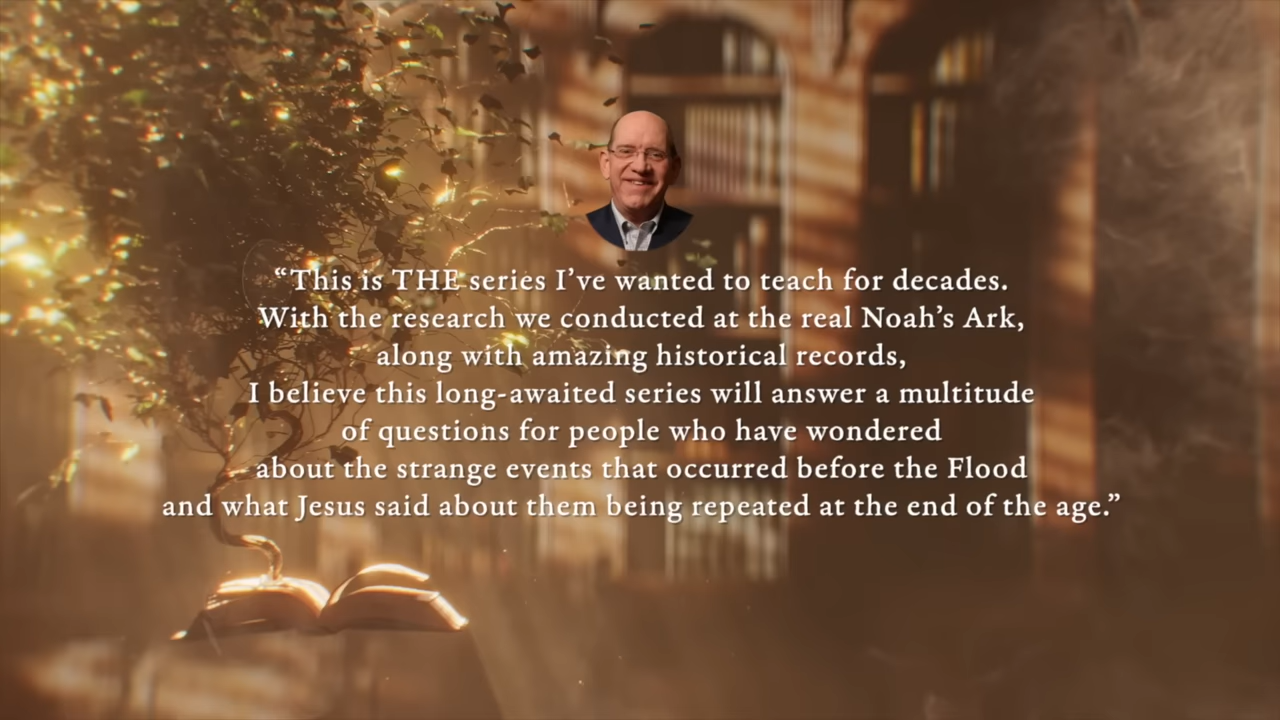 “This is THE series I’ve wanted to teach for decades.
With the research we conducted at the real Noah’s Ark,
along with amazing historical records,
I believe this long-awaited series will answer a multitude
of questions for people who have wondered
about the strange events that occurred before the Flood
and what Jesus said about them being repeated at the end of the age.”